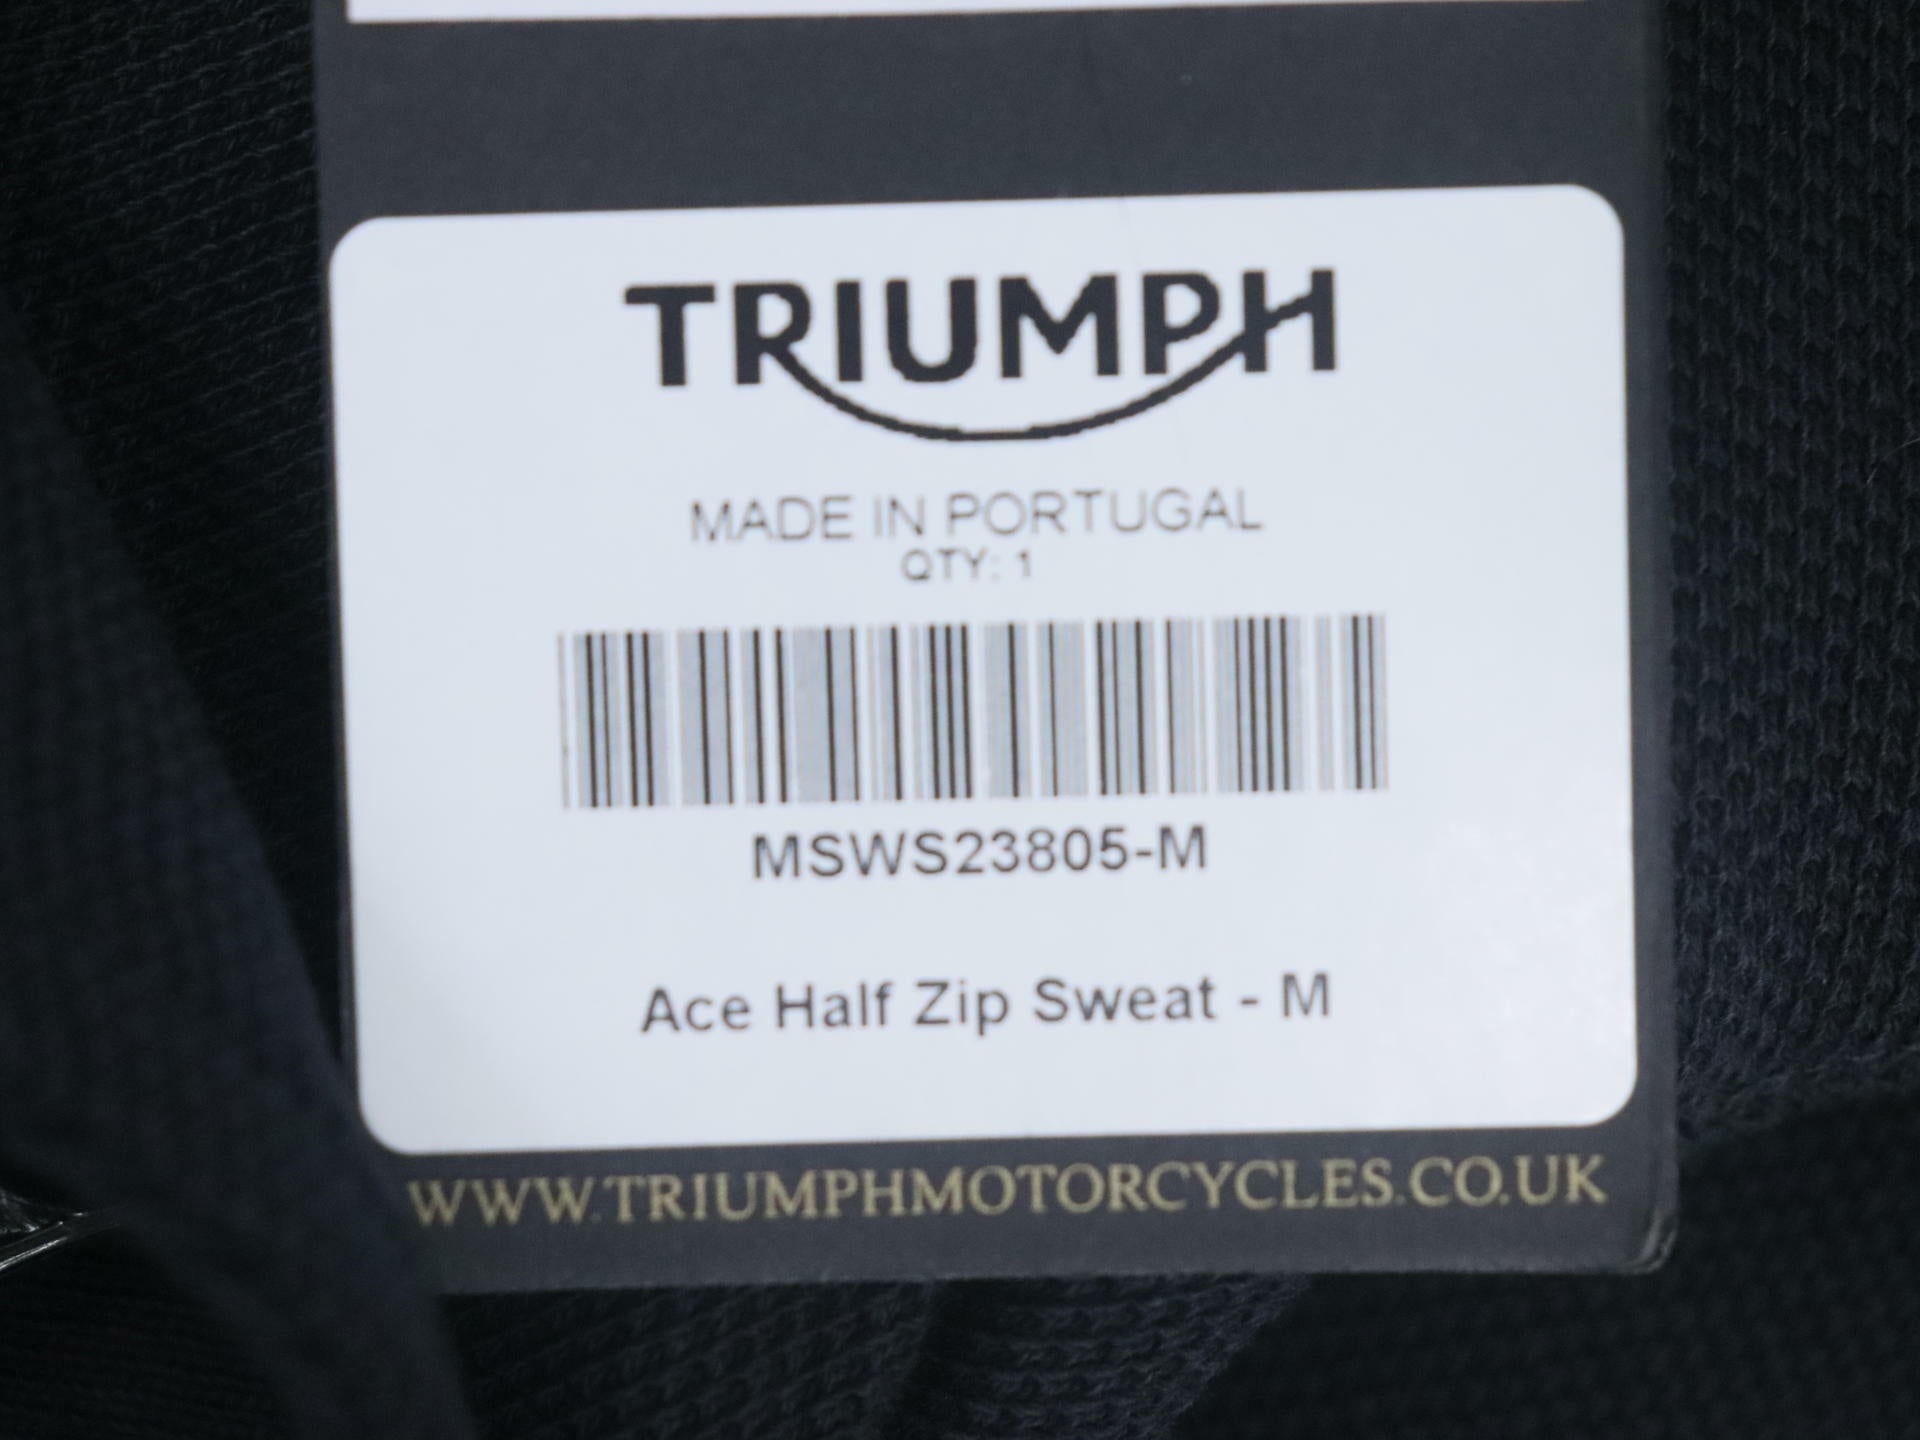 TRIUMPH
MADE IN PORTUGAL
QTY: 1
MSWS23805-M
Ace Half Zip Sweat - M
WWW.TRIUMPHMOTORCYCLES.CO.UK